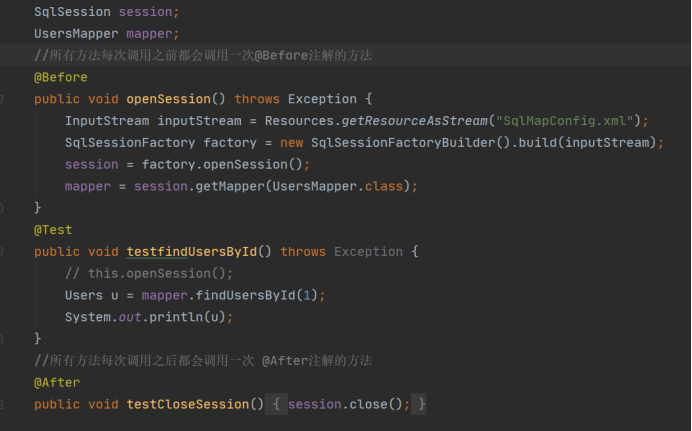 SqlSession session;
UsersMapper mapper;
//所有方法每次调用之前都会调用一次@Before注解的方法
@Before
public void openSession() throws Exception {
InputStream inputStream = Resources.getResourceAsStream("SqlMapConfig.xml");
SqlSessionFactory factory = new SqlSessionFactoryBuilder().build(inputStream);
session = factory.openSession();
mapper = session.getMapper(UsersMapper.class);
}
@Test
public void testfindUsersById() throws Exception {
// this.openSession();
Users u = mapper.findUsersById(1);
System.out.println(u);
}
//所有方法每次调用之后都会调用一次 @After注解的方法
@After
public void testCloseSession() { session.close(); }